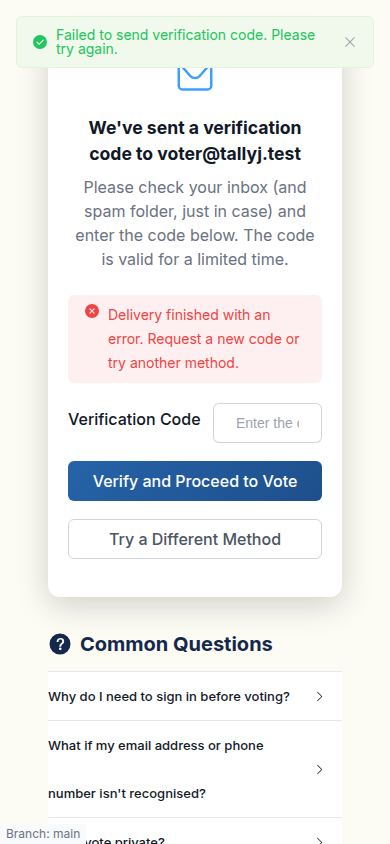 Failed to send verification code. Please
try again.
We've sent a verification
code to voter@tallyj.test
Please check your inbox (and
spam folder, just in case) and
enter the code below. The code
is valid for a limited time.
Delivery finished with an
error. Request a new code or
try another method.
Verification Code
Enter the
Verify and Proceed to Vote
Try a Different Method
Common Questions
Why do I need to sign in before voting?
What if my email address or phone
number isn't recognised?
vote private?
Branch: main